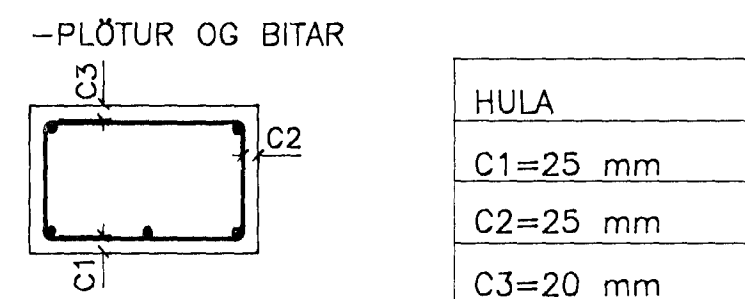 -PLÖTUR OG BITAR
C3
C2
C1
HULA
C1=25 mm
C2=25 mm
C3=20 mm